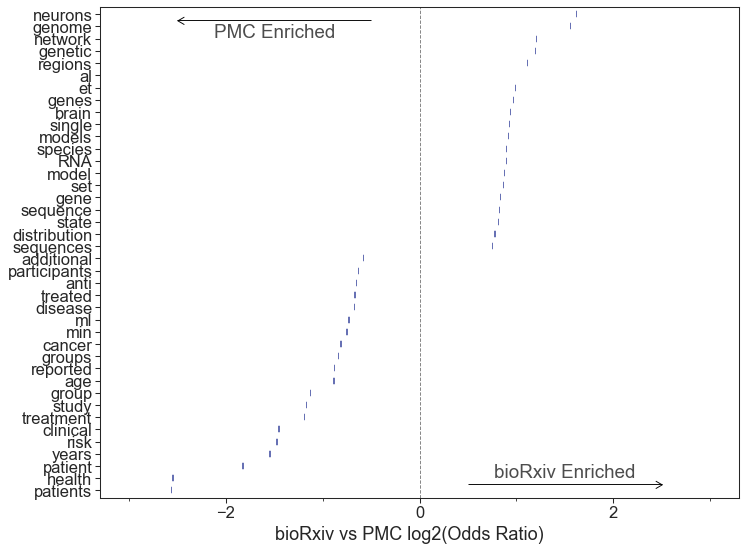 neurons
genome
network
genetic
regions
al
et
genes
brain
single
models
species
RNA
model
set
gene
sequence
state
distribution
sequences
additional
participants
anti
treated
disease
ml
min
cancer
groups
reported
age
group
study
treatment
clinical
risk
years
patient
health
patients
PMC Enriched
bioRxiv Enriched
−2
0
2
bioRxiv vs PMC log2(Odds Ratio)